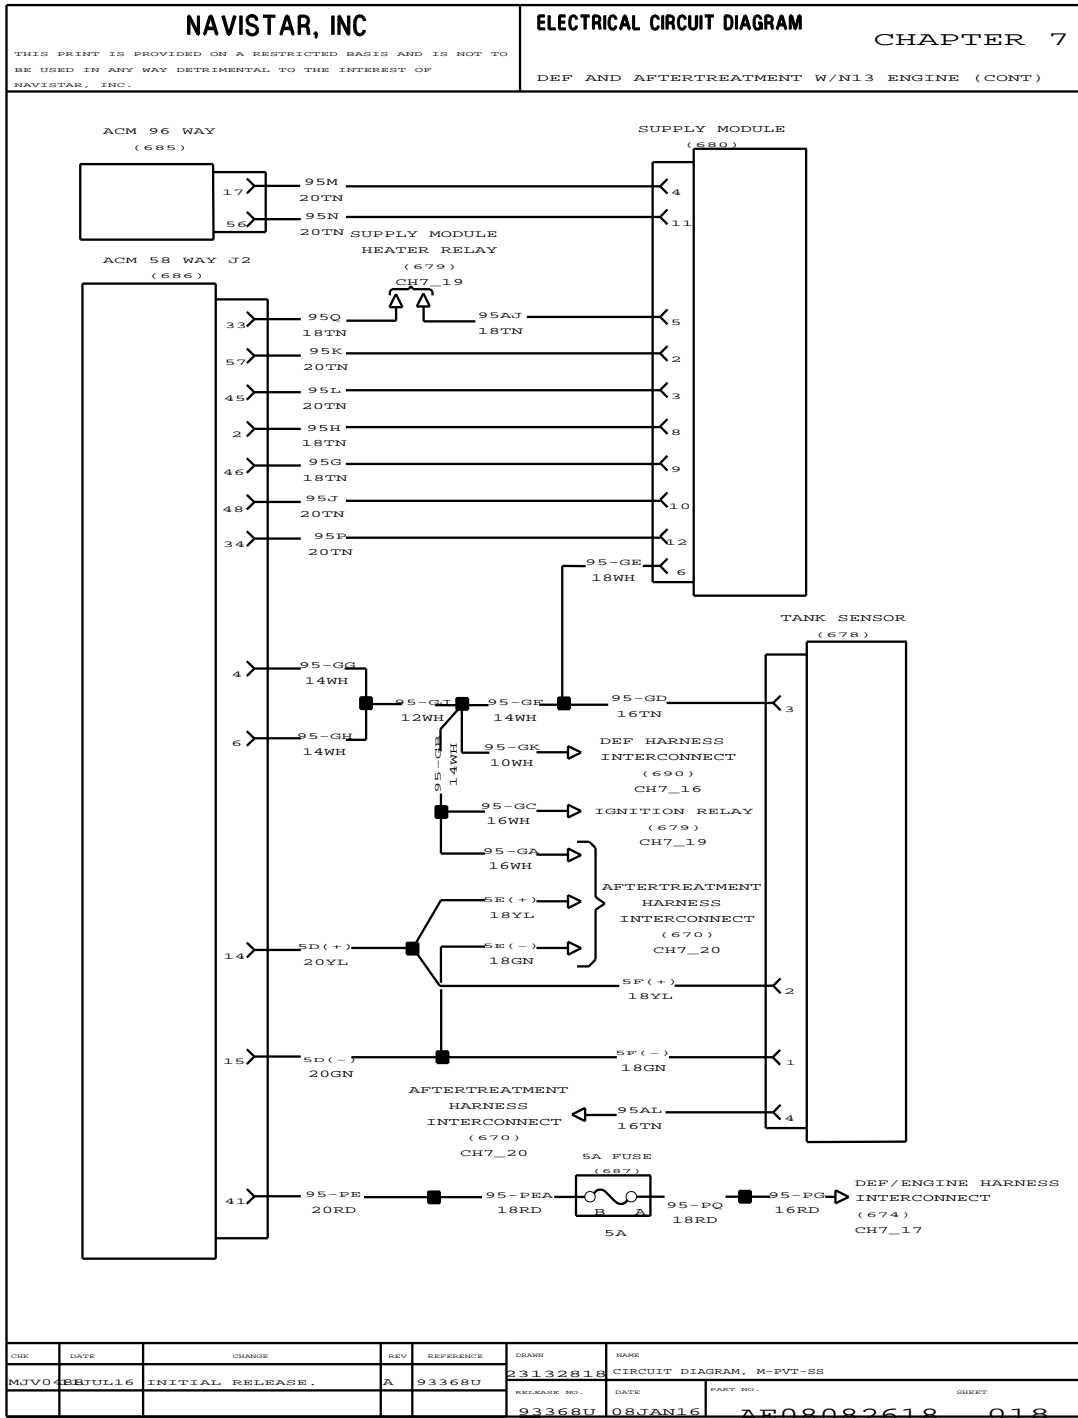 NAVISTAR, INC
THIS PRINT IS PROVIDED ON A RESTRICTED BASIS AND IS NOT TO
BE USED IN ANY WAY DETRIMENTAL TO THE INTEREST OF
NAVISTAR, INC.
ELECTRICAL CIRCUIT DIAGRAM
CHAPTER 7
DEF AND AFTERTREATMENT W/N13 ENGINE (CONT)
ACM 96 WAY
(685)
SUPPLY MODULE
(680)
17
95M
20TN
4
56
95N
20TN
11
SUPPLY MODULE
HEATER RELAY
(679)
CH7_19
ACM 58 WAY J2
(686)
33
95Q
18TN
95AJ
18TN
5
57
95K
20TN
2
45
95L
20TN
3
2
95H
18TN
8
46
95G
18TN
9
48
95J
20TN
10
34
95P
20TN
12
95-GE
18WH
6
TANK SENSOR
(678)
4
95-GG
14WH
95-GJ
12WH
95-GF
14WH
95-GD
16TN
3
6
95-GH
14WH
95-GB
14WH
95-GK
10WH
DEF HARNESS
INTERCONNECT
(690)
CH7_16
95-GC
16WH
IGNITION RELAY
(679)
CH7_19
95-GA
16WH
5E(+)
18YL
AFTERTREATMENT
HARNESS
INTERCONNECT
(670)
CH7_20
14
5D(+)
20YL
5E(-)
18GN
5F(+)
18YL
2
15
5D(-)
20GN
5F(-)
18GN
1
AFTERTREATMENT
HARNESS
INTERCONNECT
(670)
CH7_20
95AL
16TN
4
5A FUSE
(687)
41
95-PE
20RD
95-PEA
18RD
B A
5A
95-PQ
18RD
95-PG
16RD
DEF/ENGINE HARNESS
INTERCONNECT
(674)
CH7_17
CHK DATE CHANGE REV REFERENCE
INITIAL RELEASE. A 93368U
DRAWN
23132818
NAME
CIRCUIT DIAGRAM, M-PVT-SS
RELEASE NO.
93368U
DATE
08JAN16
PART NO.
AF08082618
SHEET
018